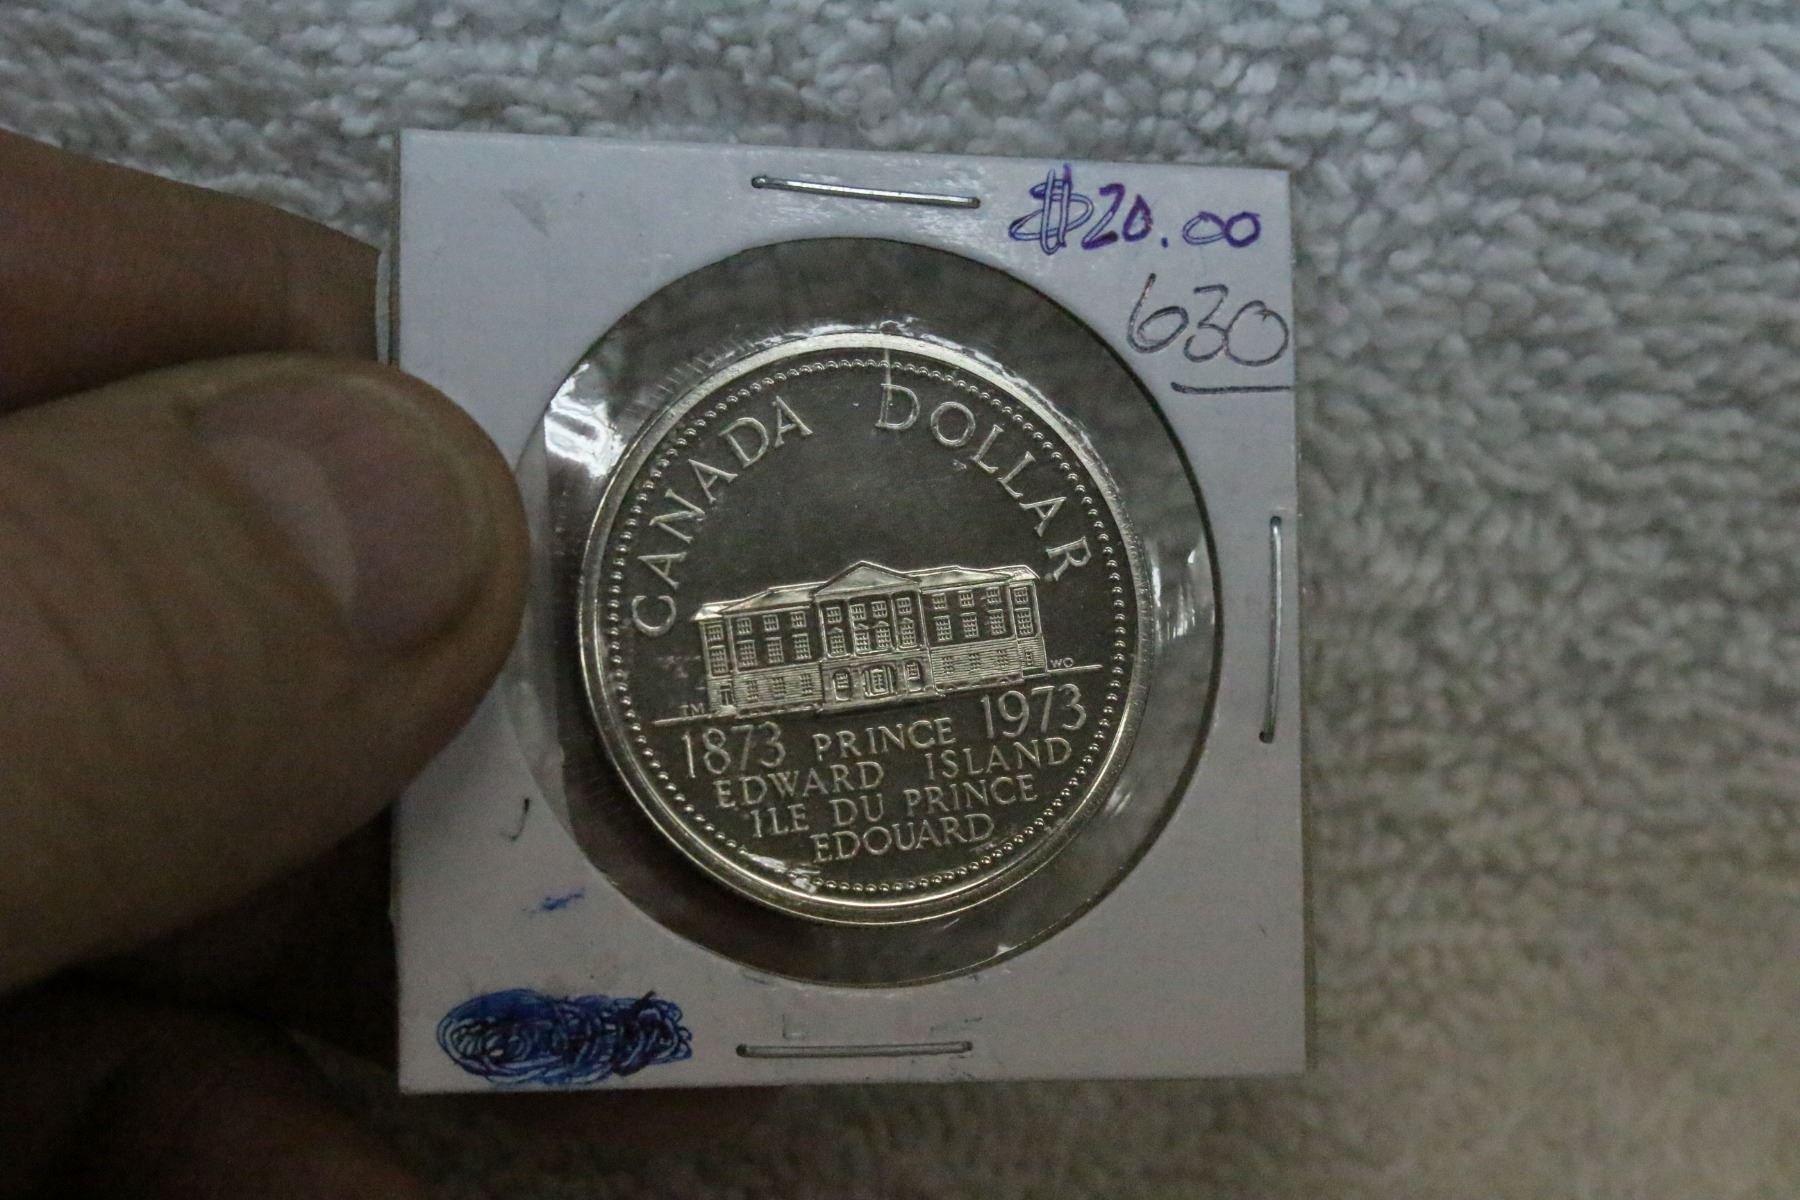 $20.00
630
CANADA DOLLAR
TM WO
1873 PRINCE 1973
EDWARD ISLAND
ILE DU PRINCE
EDOUARD